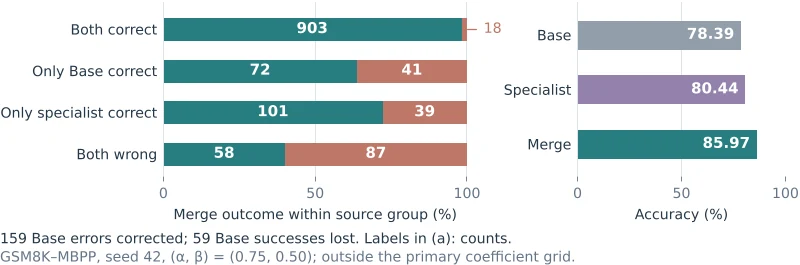 Both correct 903 18
Only Base correct 72 41
Only specialist correct 101 39
Both wrong 58 87
0 50 100
Merge outcome within source group (%)
Base 78.39
Specialist 80.44
Merge 85.97
0 50 100
Accuracy (%)
159 Base errors corrected; 59 Base successes lost. Labels in (a): counts.
GSM8K–MBPP, seed 42, (α, β) = (0.75, 0.50); outside the primary coefficient grid.